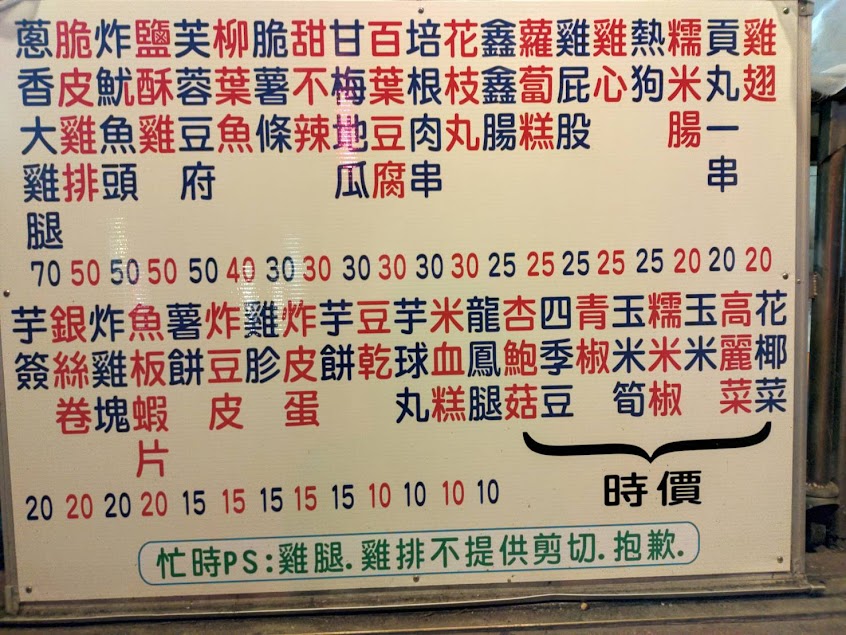 蔥香大雞腿 70
脆皮雞排 50
炸魷魚頭 50
鹽酥雞 50
芙蓉豆府 50
柳葉魚 40
脆薯條 30
甜不辣 30
甘梅地瓜 30
百葉豆腐 30
培根肉串 30
花枝丸 30
鑫鑫腸 25
蘿蔔糕 25
雞屁股 25
雞心 25
熱狗 25
糯米腸 20
貢丸一串 20
雞翅 20
芋簽 20
銀絲卷 20
炸雞塊 20
魚板蝦片 20
薯餅 15
炸豆皮 15
雞胗 15
炸皮蛋 15
芋餅 15
豆乾 10
芋球丸 10
米血糕 10
龍鳳腿 10
杏鮑菇
四季豆
青椒
玉米筍
糯米椒
玉米
高麗菜
花椰菜
時價
忙時PS:雞腿.雞排不提供剪切.抱歉.